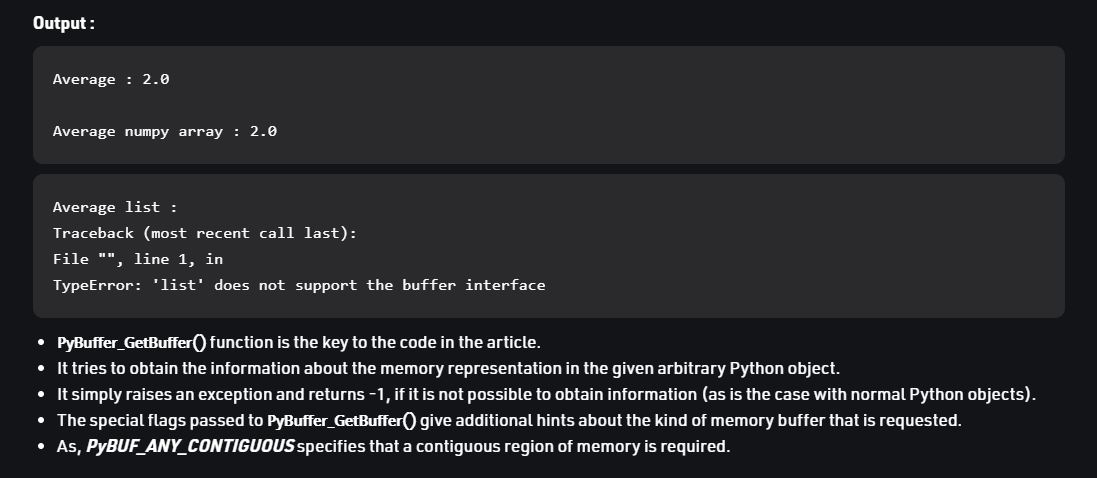 Output :
Average : 2.0
Average numpy array : 2.0
Average list :
Traceback (most recent call last):
File "", line 1, in
TypeError: 'list' does not support the buffer interface
• PyBuffer_GetBuffer() function is the key to the code in the article.
• It tries to obtain the information about the memory representation in the given arbitrary Python object.
• It simply raises an exception and returns -1, if it is not possible to obtain information (as is the case with normal Python objects).
• The special flags passed to PyBuffer_GetBuffer() give additional hints about the kind of memory buffer that is requested.
• As, PyBUF_ANY_CONTIGUOUS specifies that a contiguous region of memory is required.